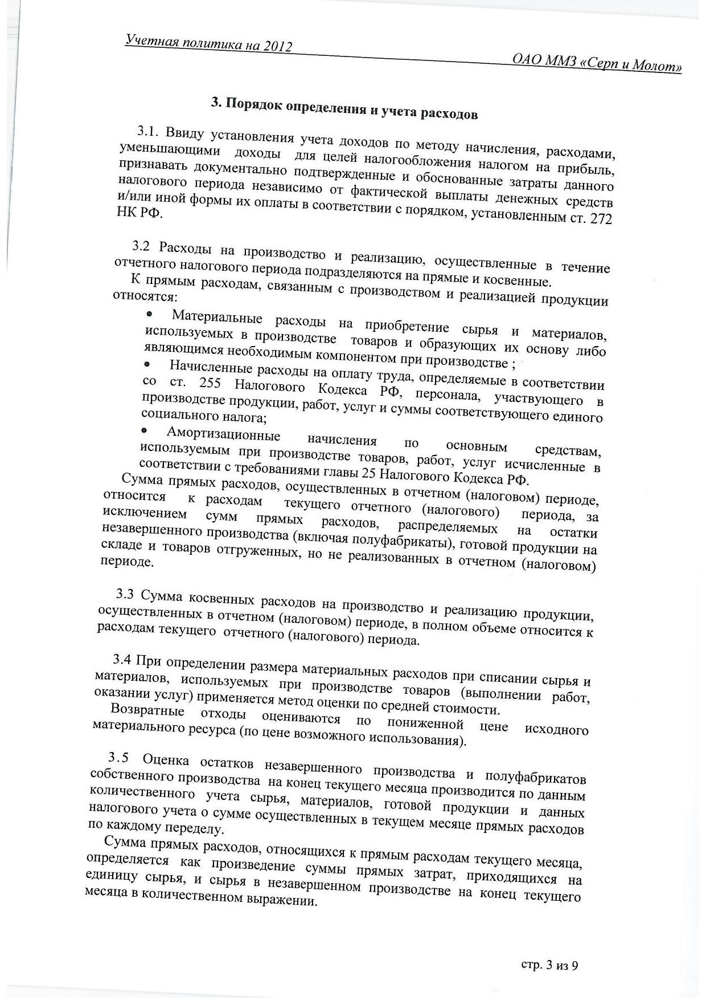 Учетная политика на 2012
ОАО ММЗ «Серп и Молот»
3. Порядок определения и учета расходов
3.1. Ввиду установления учета доходов по методу начисления, расходами,
уменьшающими доходы для целей налогообложения налогом на прибыль,
признавать документально подтвержденные и обоснованные затраты данного
налогового периода независимо от фактической выплаты денежных средств
и/или иной формы их оплаты в соответствии с порядком, установленным ст. 272
НК РФ.
3.2 Расходы на производство и реализацию, осуществленные в течение
отчетного налогового периода подразделяются на прямые и косвенные.
К прямым расходам, связанным с производством и реализацией продукции
относятся:
• Материальные расходы на приобретение сырья и материалов,
используемых в производстве товаров и образующих их основу либо
являющимся необходимым компонентом при производстве ;
• Начисленные расходы на оплату труда, определяемые в соответствии
со ст. 255 Налогового Кодекса РФ, персонала, участвующего в
производстве продукции, работ, услуг и суммы соответствующего единого
социального налога;
• Амортизационные начисления по основным средствам,
используемым при производстве товаров, работ, услуг исчисленные в
соответствии с требованиями главы 25 Налогового Кодекса РФ.
Сумма прямых расходов, осуществленных в отчетном (налоговом) периоде,
относится к расходам текущего отчетного (налогового) периода, за
исключением сумм прямых расходов, распределяемых на остатки
незавершенного производства (включая полуфабрикаты), готовой продукции на
складе и товаров отгруженных, но не реализованных в отчетном (налоговом)
периоде.
3.3 Сумма косвенных расходов на производство и реализацию продукции,
осуществленных в отчетном (налоговом) периоде, в полном объеме относится к
расходам текущего отчетного (налогового) периода.
3.4 При определении размера материальных расходов при списании сырья и
материалов, используемых при производстве товаров (выполнении работ,
оказании услуг) применяется метод оценки по средней стоимости.
Возвратные отходы оцениваются по пониженной цене исходного
материального ресурса (по цене возможного использования).
3.5 Оценка остатков незавершенного производства и полуфабрикатов
собственного производства на конец текущего месяца производится по данным
количественного учета сырья, материалов, готовой продукции и данных
налогового учета о сумме осуществленных в текущем месяце прямых расходов
по каждому переделу.
Сумма прямых расходов, относящихся к прямым расходам текущего месяца,
определяется как произведение суммы прямых затрат, приходящихся на
единицу сырья, и сырья в незавершенном производстве на конец текущего
месяца в количественном выражении.
стр. 3 из 9